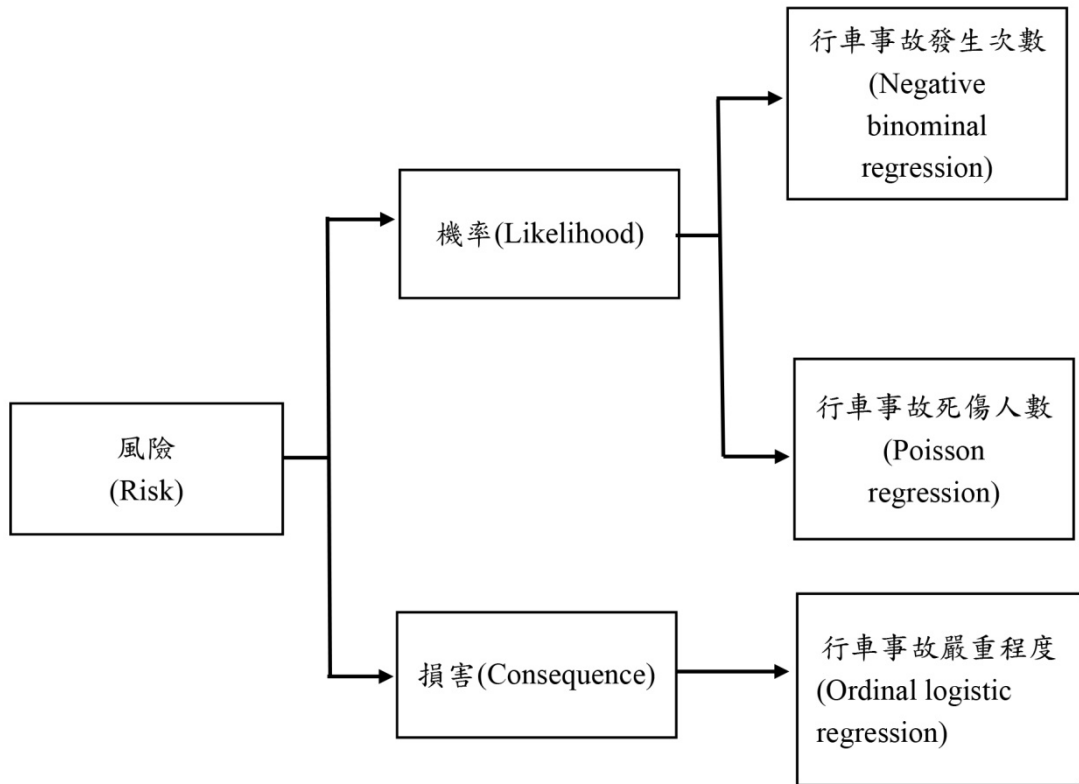 行車事故發生次數
(Negative
binominal
regression)
機率(Likelihood)
行車事故死傷人數
(Poisson
regression)
風險
(Risk)
損害(Consequence)
行車事故嚴重程度
(Ordinal logistic
regression)